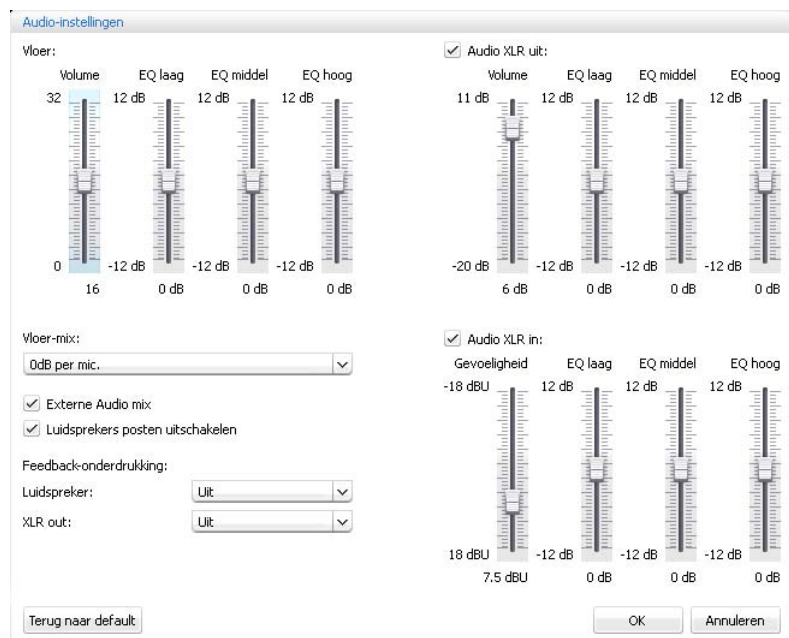 Audio-instellingen
Vloer:
Volume EQ laag EQ middel EQ hoog
32 12 dB 12 dB 12 dB
0 -12 dB -12 dB -12 dB
16 0 dB 0 dB 0 dB
Audio XLR uit:
Volume EQ laag EQ middel EQ hoog
11 dB 12 dB 12 dB 12 dB
-20 dB -12 dB -12 dB -12 dB
6 dB 0 dB 0 dB 0 dB
Vloer-mix:
0dB per mic.
Externe Audio mix
Luidsprekers posten uitschakelen
Feedback-onderdrukking:
Luidspreker: Uit
XLR out: Uit
Audio XLR in:
Gevoeligheid EQ laag EQ middel EQ hoog
-18 dBU 12 dB 12 dB 12 dB
18 dBU -12 dB -12 dB -12 dB
7.5 dBU 0 dB 0 dB 0 dB
Terug naar default OK Annuleren